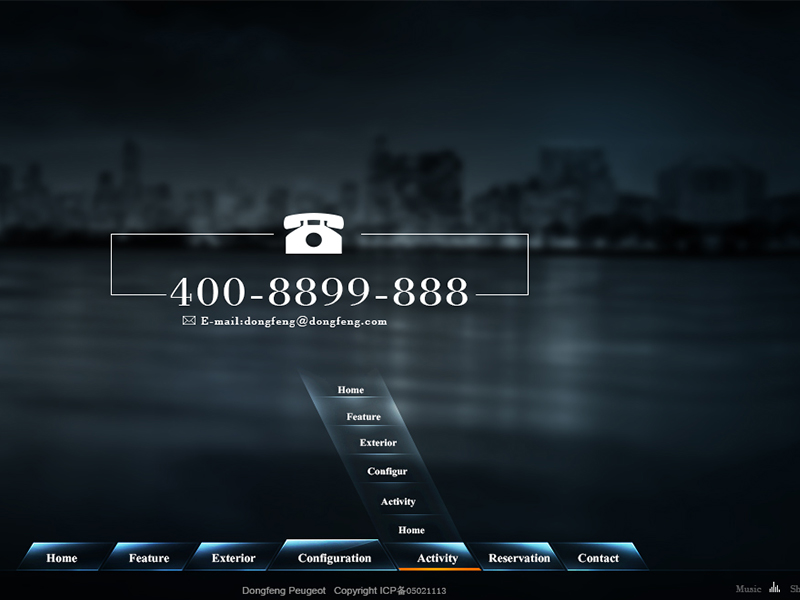 400-8899-888
E-mail:dongfeng@dongfeng.com
Home
Feature
Exterior
Configur
Activity
Home
Home Feature Exterior Configuration Activity Reservation Contact
Dongfeng Peugeot Copyright ICP备05021113
Music Sh